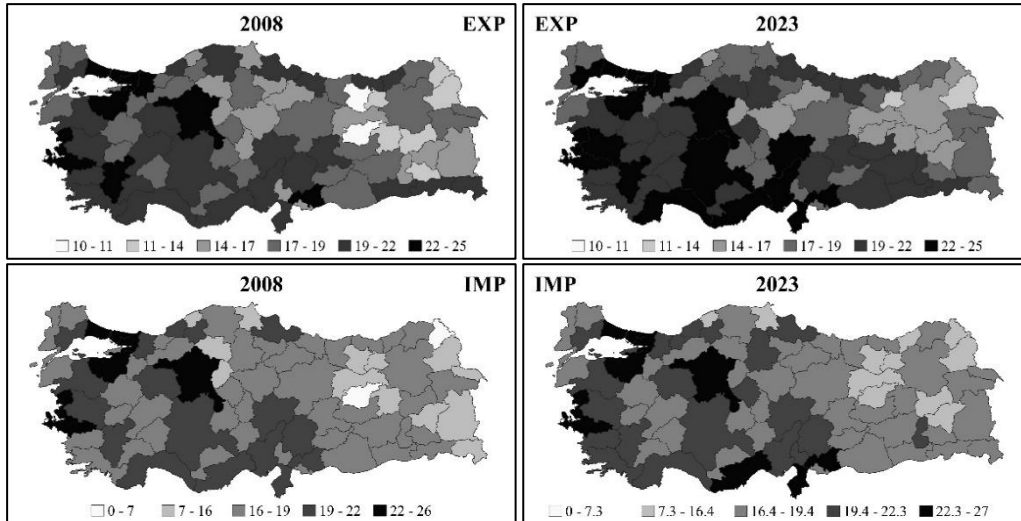 2008 EXP
10 - 11 11 - 14 14 - 17 17 - 19 19 - 22 22 - 25
EXP 2023
10 - 11 11 - 14 14 - 17 17 - 19 19 - 22 22 - 25
2008 IMP
0 - 7 7 - 16 16 - 19 19 - 22 22 - 26
IMP 2023
0 - 7.3 7.3 - 16.4 16.4 - 19.4 19.4 - 22.3 22.3 - 27